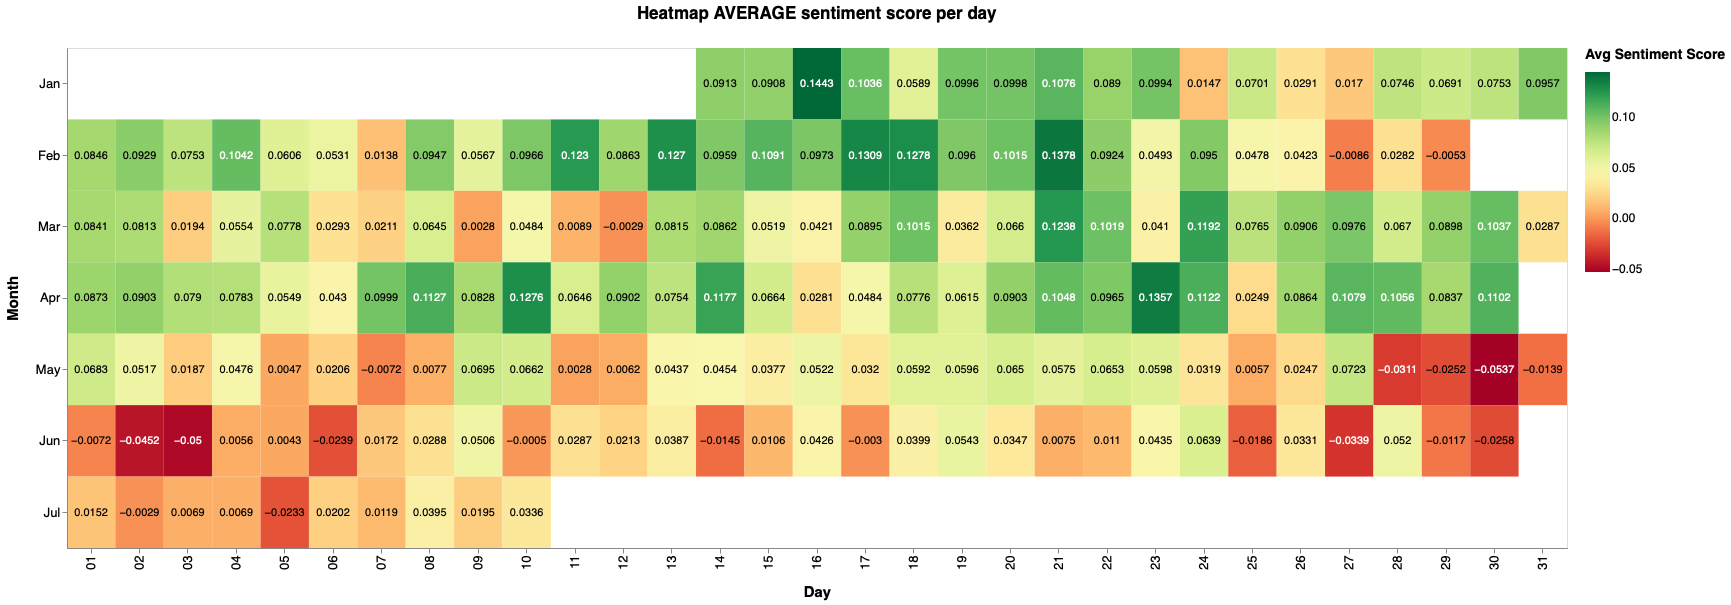 Heatmap AVERAGE sentiment score per day
Avg Sentiment Score
Jan 0.0913 0.0908 0.1443 0.1036 0.0589 0.0996 0.0998 0.1076 0.089 0.0994 0.0147 0.0701 0.0291 0.017 0.0746 0.0691 0.0753 0.0957
0.10
Feb 0.0846 0.0929 0.0753 0.1042 0.0606 0.0531 0.0138 0.0947 0.0567 0.0966 0.123 0.0863 0.127 0.0959 0.1091 0.0973 0.1309 0.1278 0.096 0.1015 0.1378 0.0924 0.0493 0.095 0.0478 0.0423 −0.0086 0.0282 −0.0053
0.05
0.00
Mar 0.0841 0.0813 0.0194 0.0554 0.0778 0.0293 0.0211 0.0645 0.0028 0.0484 0.0089 −0.0029 0.0815 0.0862 0.0519 0.0421 0.0895 0.1015 0.0362 0.066 0.1238 0.1019 0.041 0.1192 0.0765 0.0906 0.0976 0.067 0.0898 0.1037 0.0287
−0.05
Month
Apr 0.0873 0.0903 0.079 0.0783 0.0549 0.043 0.0999 0.1127 0.0828 0.1276 0.0646 0.0902 0.0754 0.1177 0.0664 0.0281 0.0484 0.0776 0.0615 0.0903 0.1048 0.0965 0.1357 0.1122 0.0249 0.0864 0.1079 0.1056 0.0837 0.1102
May 0.0683 0.0517 0.0187 0.0476 0.0047 0.0206 −0.0072 0.0077 0.0695 0.0662 0.0028 0.0062 0.0437 0.0454 0.0377 0.0522 0.032 0.0592 0.0596 0.065 0.0575 0.0653 0.0598 0.0319 0.0057 0.0247 0.0723 −0.0311 −0.0252 −0.0537 −0.0139
Jun −0.0072 −0.0452 −0.05 0.0056 0.0043 −0.0239 0.0172 0.0288 0.0506 −0.0005 0.0287 0.0213 0.0387 −0.0145 0.0106 0.0426 −0.003 0.0399 0.0543 0.0347 0.0075 0.011 0.0435 0.0639 −0.0186 0.0331 −0.0339 0.052 −0.0117 −0.0258
Jul 0.0152 −0.0029 0.0069 0.0069 −0.0233 0.0202 0.0119 0.0395 0.0195 0.0336
01 02 03 04 05 06 07 08 09 10 11 12 13 14 15 16 17 18 19 20 21 22 23 24 25 26 27 28 29 30 31
Day